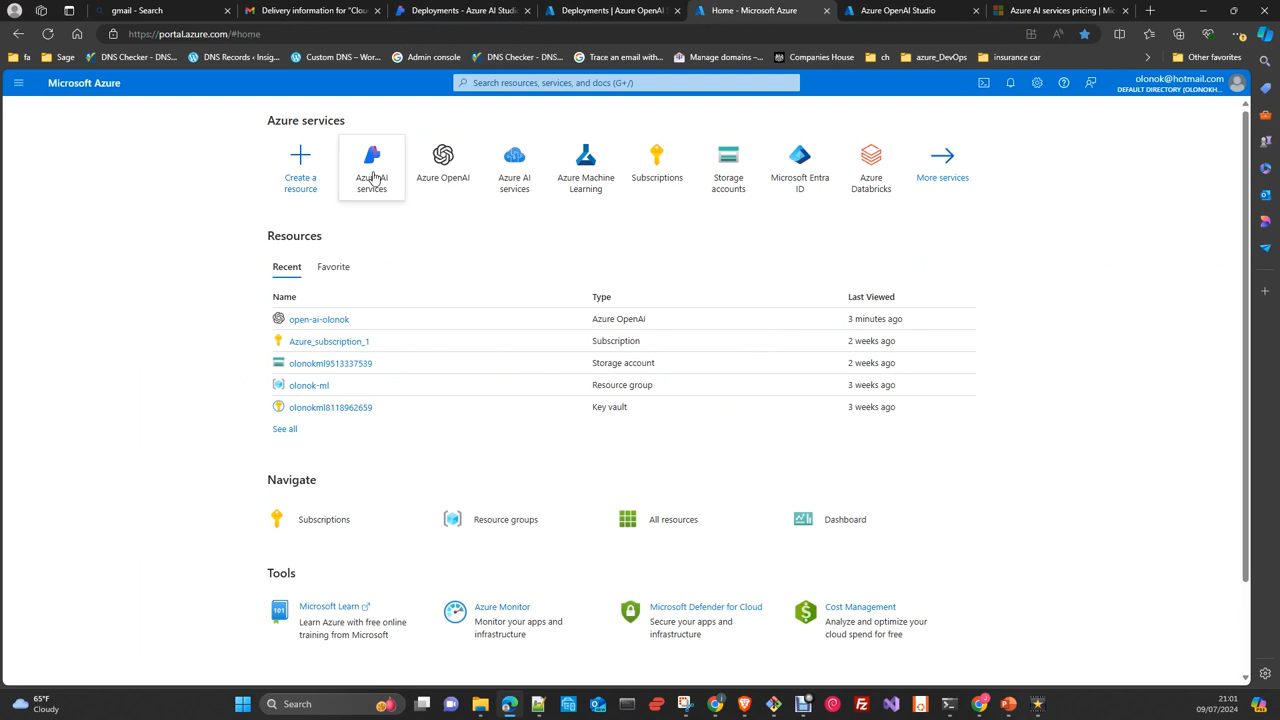 gmail - Search
Delivery information for "Clou
Deployments - Azure AI Studio
Deployments | Azure OpenAI S
Home - Microsoft Azure
Azure OpenAI Studio
Azure AI services pricing | Mic
https://portal.azure.com/#home
fa
Sage
DNS Checker - DNS...
Records ‹ Insig...
Custom DNS – Wor...
Admin console
DNS Checker - DNS...
Trace an email with...
Manage domains –...
Companies House
ch
azure_DevOps
insurance car
Other favorites
Microsoft Azure
Search resources, services, and docs (G+/)
olonok@hotmail.com
DEFAULT DIRECTORY (OLONOKH...
Azure services
Create a resource
Azure AI services
Azure OpenAI
Azure AI services
Azure Machine Learning
Subscriptions
Storage accounts
Microsoft Entra ID
Azure Databricks
More services
Resources
Recent
Favorite
Name
Type
Last Viewed
open-ai-olonok
Azure OpenAI
3 minutes ago
Azure_subscription_1
Subscription
2 weeks ago
olonokml9513337539
Storage account
2 weeks ago
olonok-ml
Resource group
3 weeks ago
olonokml8118962659
Key vault
3 weeks ago
See all
Navigate
Subscriptions
Resource groups
All resources
Dashboard
Tools
Microsoft Learn
Learn Azure with free online
training from Microsoft
Azure Monitor
Monitor your apps and
infrastructure
Microsoft Defender for Cloud
Secure your apps and
infrastructure
Cost Management
Analyze and optimize your
cloud spend for free
65°F
Cloudy
Search
21:01
09/07/2024